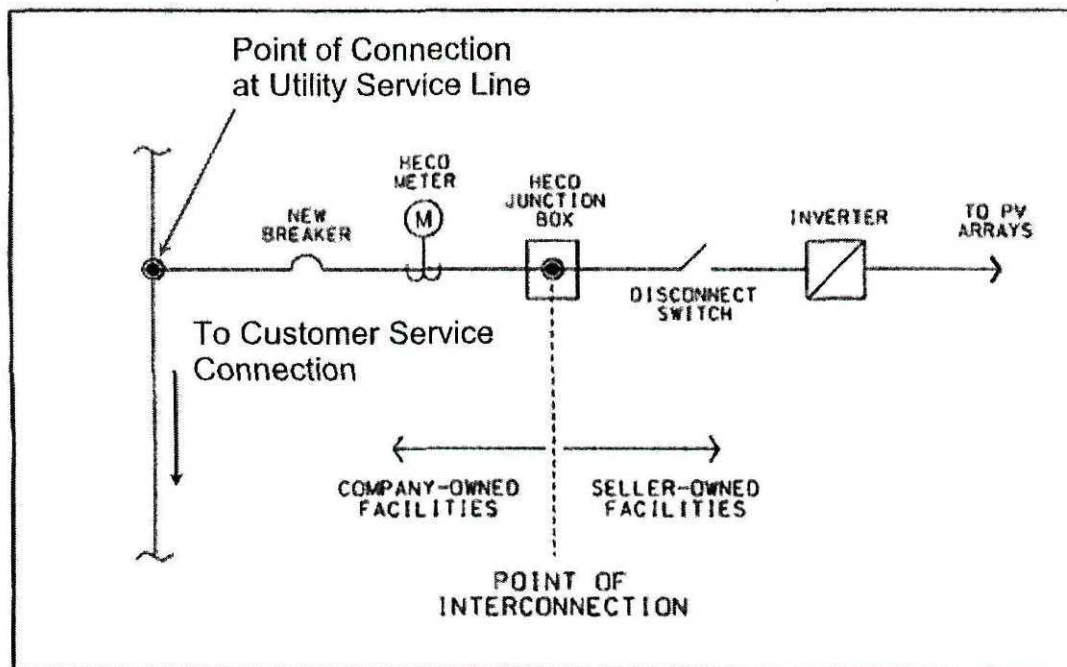 Point of Connection
at Utility Service Line
HECO
METER
M
HECO
JUNCTION
BOX
NEW
BREAKER
INVERTER
TO PV
ARRAYS
DISCONNECT
SWITCH
To Customer Service
Connection
COMPANY-OWNED
FACILITIES
SELLER-OWNED
FACILITIES
POINT OF
INTERCONNECTION